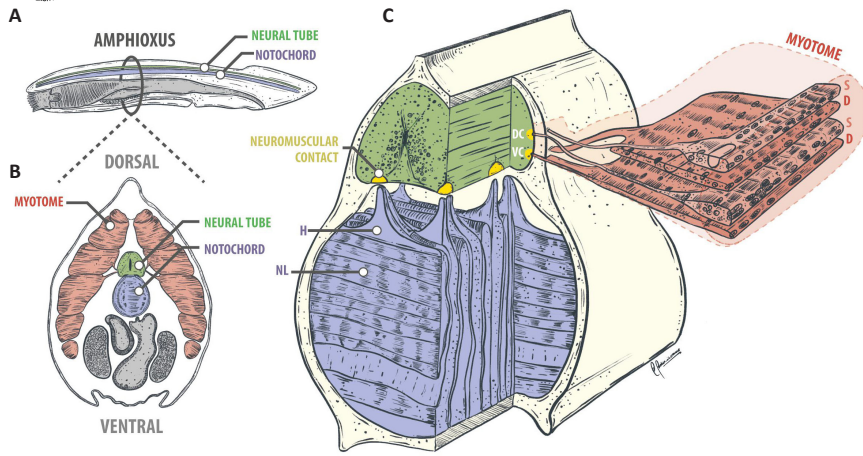 A
AMPHIOXUS
NEURAL TUBE
NOTOCHORD
DORSAL
B
MYOTOME
NEURAL TUBE
NOTOCHORD
VENTRAL
C
MYOTOME
S
D
S
D
DC
VC
NEUROMUSCULAR
CONTACT
H
NL